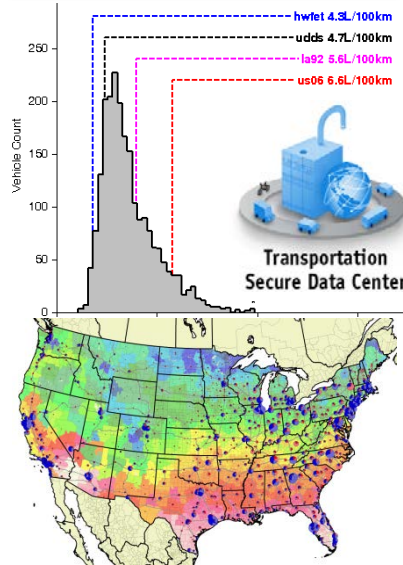 hwfet 4.3L/100km
udds 4.7L/100km
la92 5.6L/100km
us06 6.6L/100km
Vehicle Count
250
200
150
100
50
0
Transportation
Secure Data Center